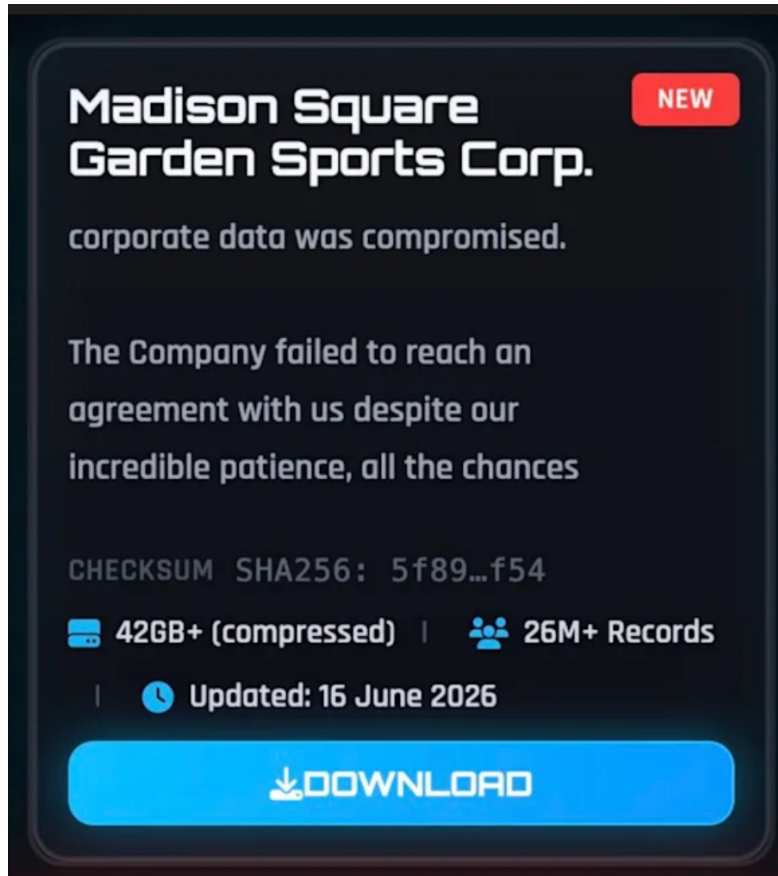 Madison Square
NEW
Garden Sports Corp.
corporate data was compromised.
The Company failed to reach an
agreement with us despite our
incredible patience, all the chances
CHECKSUM SHA256: 5f89…f54
42GB+ (compressed) | 26M+ Records
| Updated: 16 June 2026
DOWNLOAD